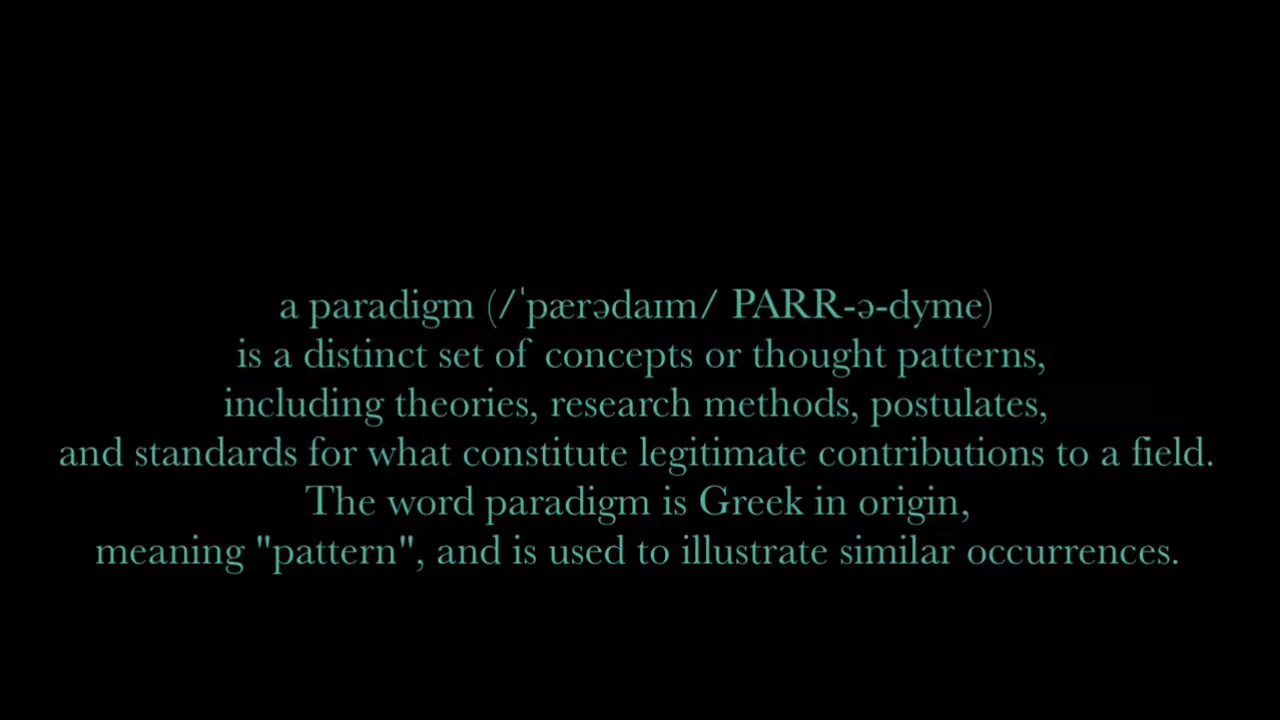 a paradigm (/ˈpærədaɪm/ PARR-ə-dyme)
is a distinct set of concepts or thought patterns,
including theories, research methods, postulates,
and standards for what constitute legitimate contributions to a field.
The word paradigm is Greek in origin,
meaning "pattern", and is used to illustrate similar occurrences.